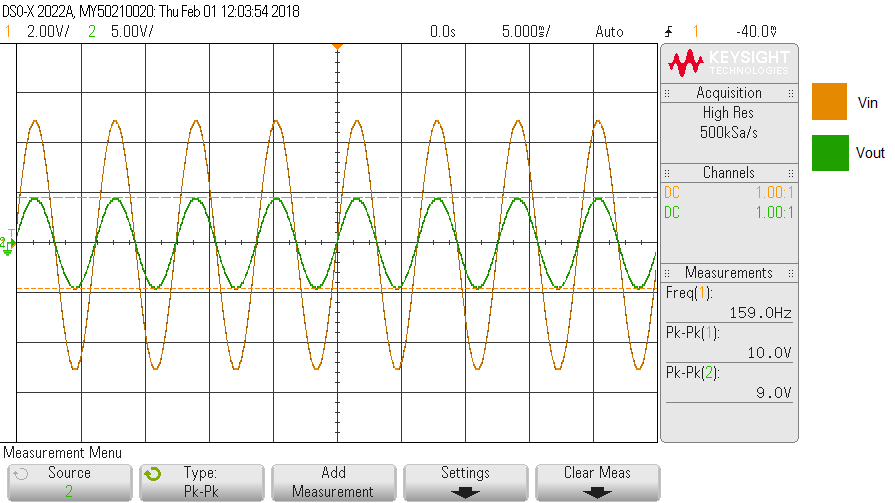 DSO-X 2022A, MY50210020: Thu Feb 01 12:03:54 2018
1 2.00V/ 2 5.00V/ 0.0s 5.000ms/ Auto 1 -40.0mV
KEYSIGHT
TECHNOLOGIES
Acquisition
High Res
500kSa/s
Channels
DC 1.00:1
DC 1.00:1
Measurements
Freq(1):
159.0Hz
Pk-Pk(1):
10.0V
Pk-Pk(2):
9.0V
Vin
Vout
Measurement Menu
Source
2
Type:
Pk-Pk
Add
Measurement
Settings
Clear Meas